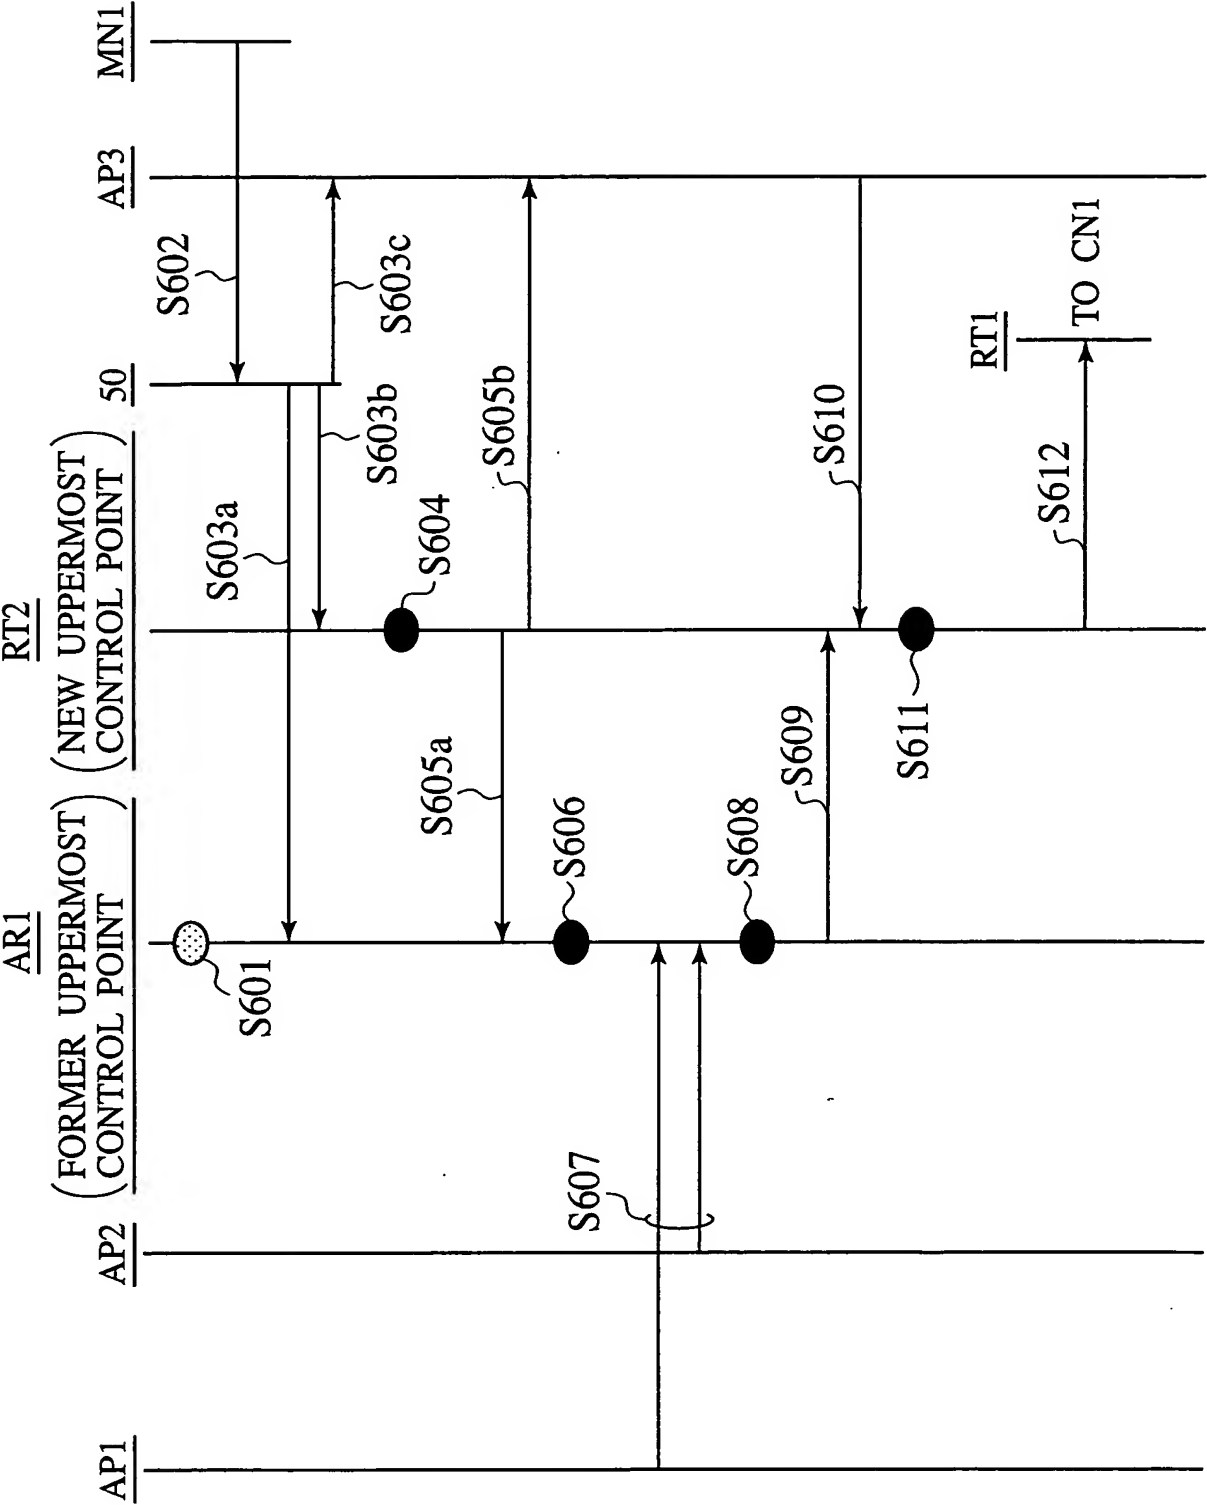 AP1
AP2
AR1
(FORMER UPPERMOST
CONTROL POINT)
RT2
(NEW UPPERMOST
CONTROL POINT)
50
AP3
MN1
S601
S602
S603a
S603b
S603c
S604
S605a
S605b
S606
S607
S608
S609
S610
S611
RT1
S612
TO CN1